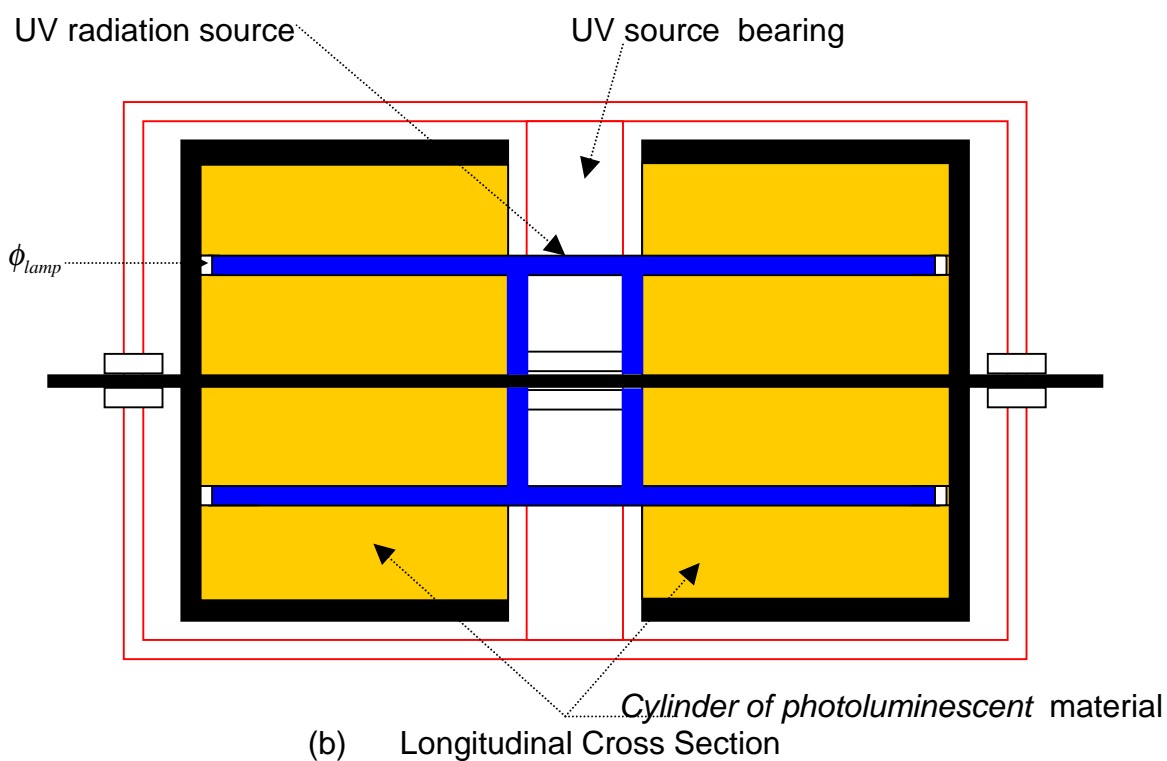 UV radiation source
UV source bearing
ϕlamp
Cylinder of photoluminescent material
(b) Longitudinal Cross Section